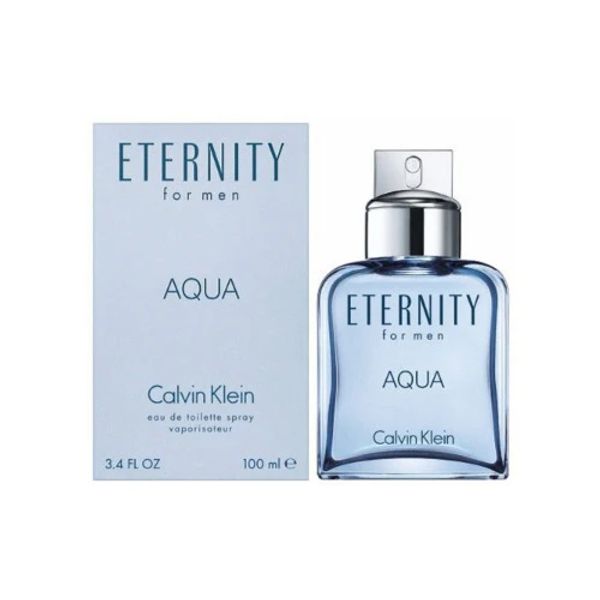 ETERNITY
for men
AQUA
Calvin Klein
eau de toilette spray
vaporisateur
3.4 FL OZ 100 ml ℮
ETERNITY
for men
AQUA
Calvin Klein